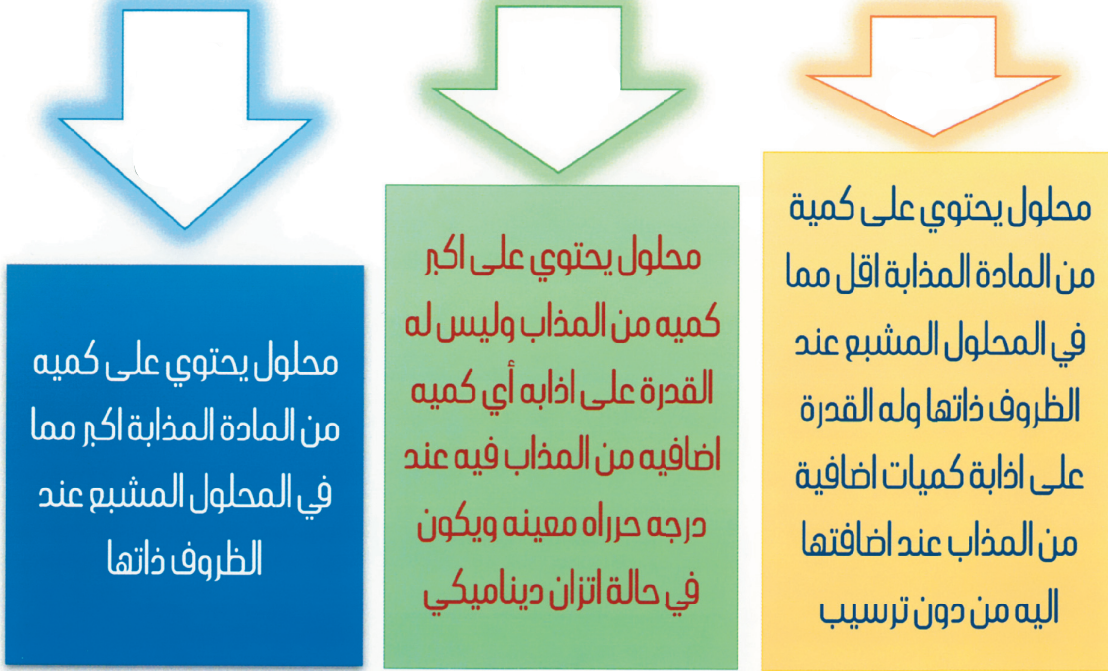 محلول يحتوي على كمية
من المادة المذابة اقل مما
في المحلول المشبع عند
الظروف ذاتها وله القدرة
على اذابة كميات اضافية
من المذاب عند اضافتها
اليه من دون ترسيب
محلول يحتوي على اكبر
كميه من المذاب وليس له
القدرة على اذابه أي كميه
اضافيه من المذاب فيه عند
درجه حرراه معينه ويكون
في حالة اتزان ديناميكي
محلول يحتوي على كميه
من المادة المذابة اكبر مما
في المحلول المشبع عند
الظروف ذاتها